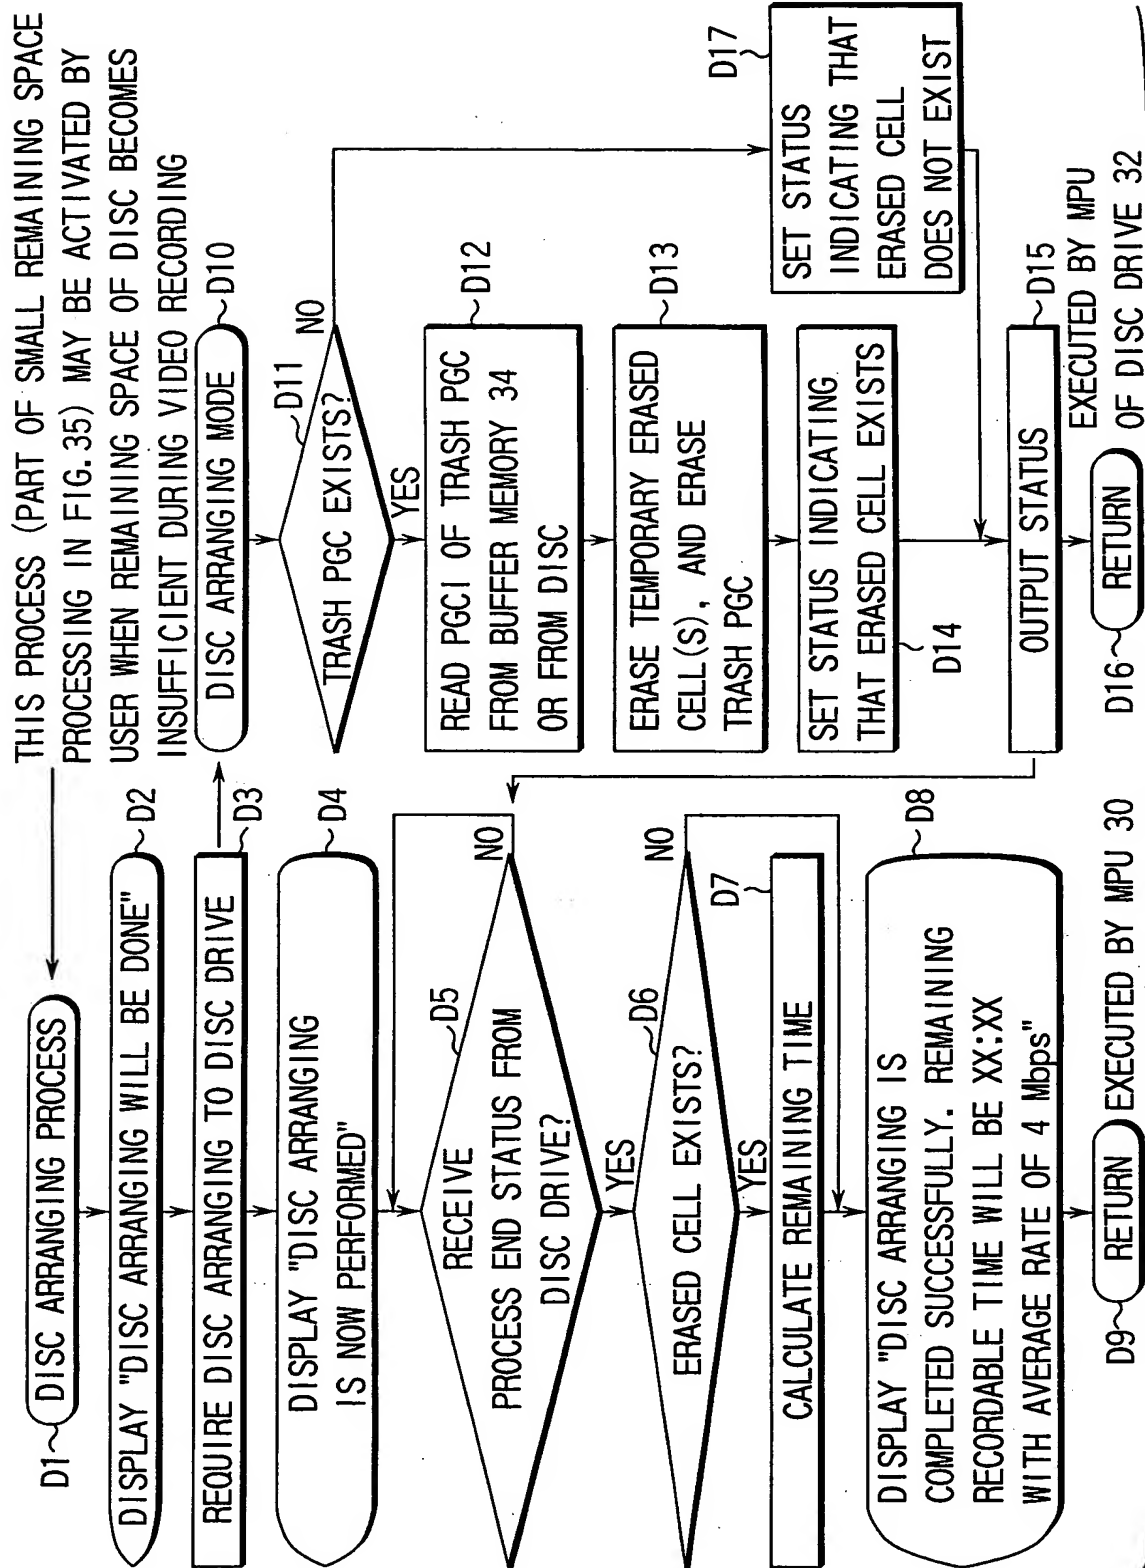 THIS PROCESS (PART OF SMALL REMAINING SPACE
PROCESSING IN FIG.35) MAY BE ACTIVATED BY
USER WHEN REMAINING SPACE OF DISC BECOMES
INSUFFICIENT DURING VIDEO RECORDING
D1
DISC ARRANGING PROCESS
D2
DISPLAY "DISC ARRANGING WILL BE DONE"
D3
REQUIRE DISC ARRANGING TO DISC DRIVE
D4
DISPLAY "DISC ARRANGING
IS NOW PERFORMED"
D5
RECEIVE
PROCESS END STATUS FROM
DISC DRIVE?
NO
YES
D6
ERASED CELL EXISTS?
NO
YES
D7
CALCULATE REMAINING TIME
D8
DISPLAY "DISC ARRANGING IS
COMPLETED SUCCESSFULLY. REMAINING
RECORDABLE TIME WILL BE XX:XX
WITH AVERAGE RATE OF 4 Mbps"
D9
RETURN
EXECUTED BY MPU 30
D10
DISC ARRANGING MODE
D11
TRASH PGC EXISTS?
NO
YES
D12
READ PGCI OF TRASH PGC
FROM BUFFER MEMORY 34
OR FROM DISC
D13
ERASE TEMPORARY ERASED
CELL(S), AND ERASE
TRASH PGC
SET STATUS INDICATING
THAT ERASED CELL EXISTS
D14
D17
SET STATUS
INDICATING THAT
ERASED CELL
DOES NOT EXIST
D15
OUTPUT STATUS
D16
RETURN
EXECUTED BY MPU
OF DISC DRIVE 32